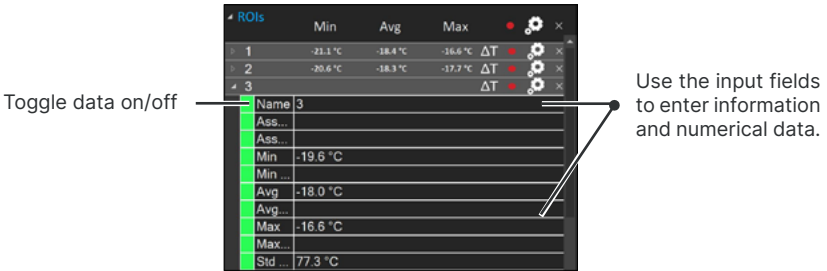 ROIs
Min Avg Max
1 -21.1 °C -18.4 °C -16.6 °C ΔT
2 -20.6 °C -18.3 °C -17.7 °C ΔT
3 ΔT
Toggle data on/off
Name 3
Ass...
Ass...
Min -19.6 °C
Min ...
Avg -18.0 °C
Avg...
Max -16.6 °C
Max...
Std ... 77.3 °C
Use the input fields
to enter information
and numerical data.